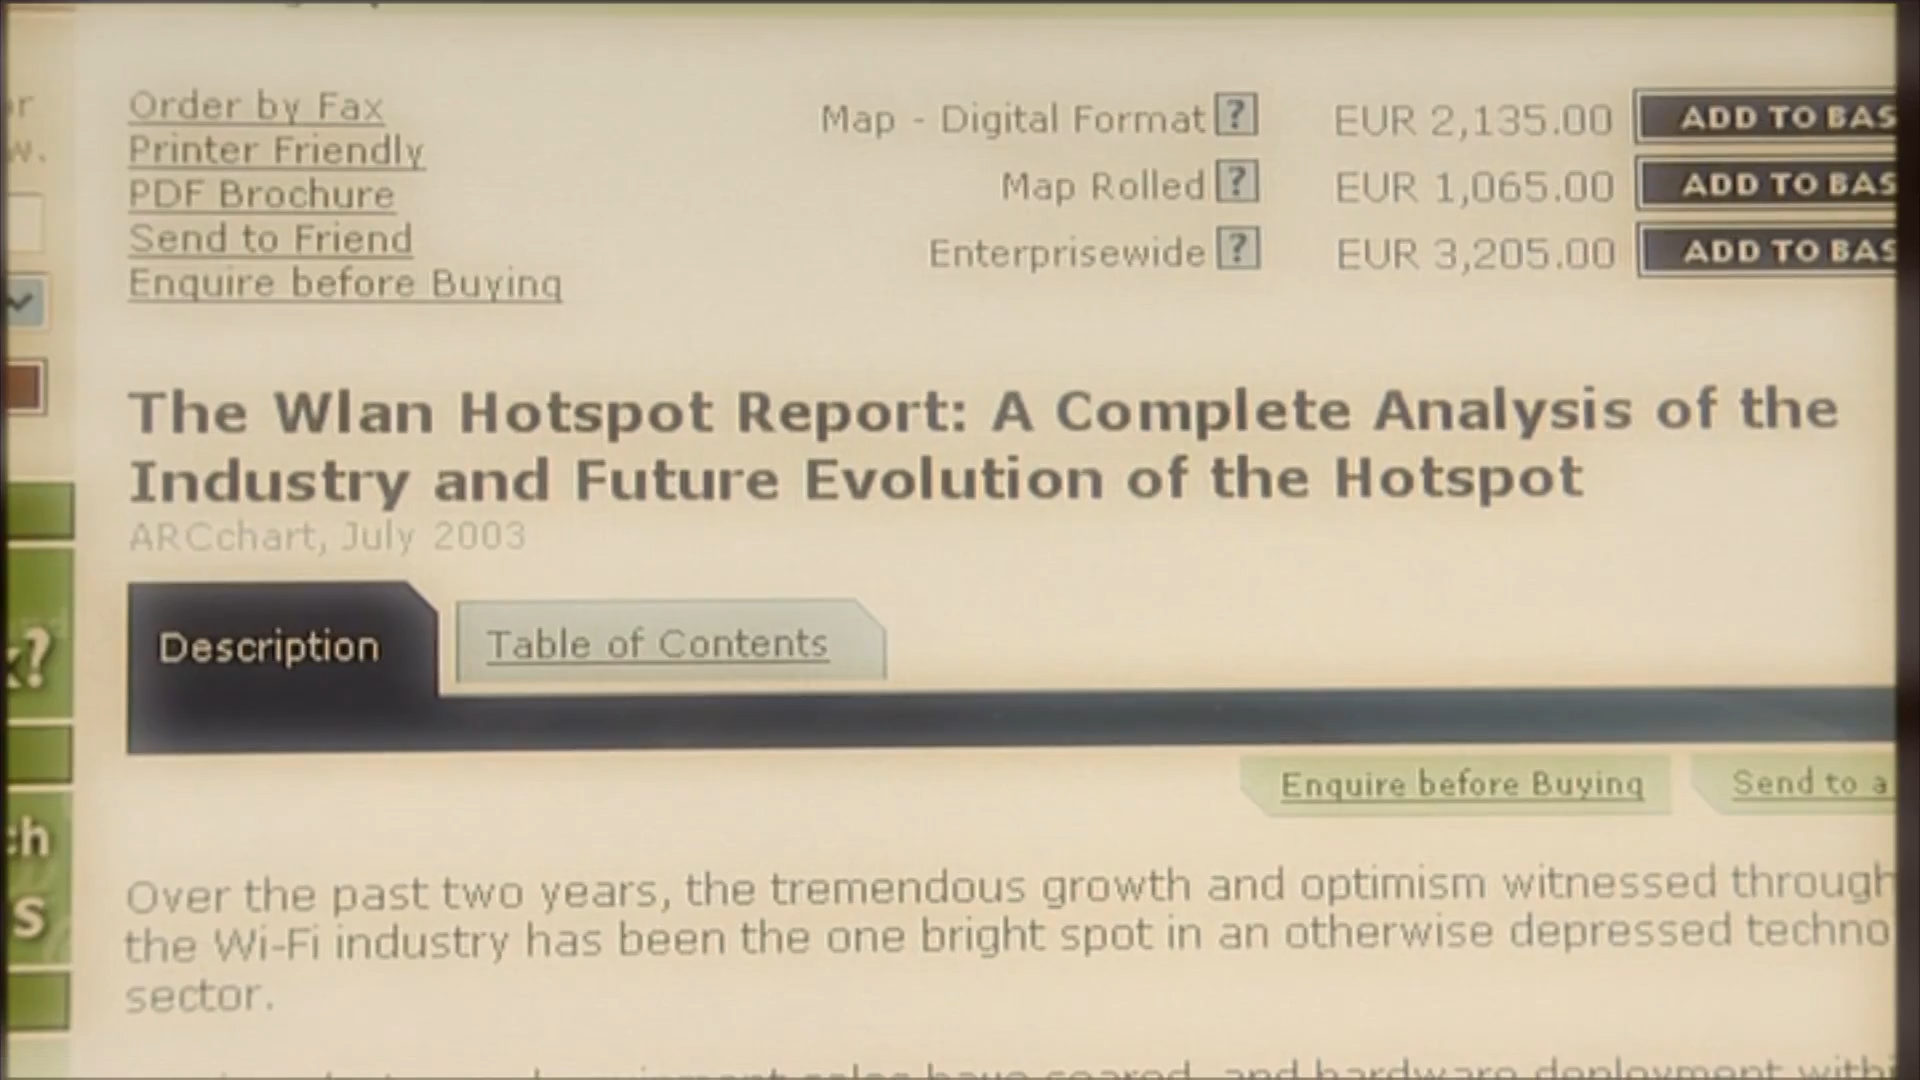 Order by Fax
Printer Friendly
PDF Brochure
Send to Friend
Enquire before Buying
Map - Digital Format ? EUR 2,135.00 ADD TO BAS
Map Rolled ? EUR 1,065.00 ADD TO BAS
Enterprisewide ? EUR 3,205.00 ADD TO BAS
The Wlan Hotspot Report: A Complete Analysis of the
Industry and Future Evolution of the Hotspot
ARCchart, July 2003
Description
Table of Contents
Enquire before Buying
Send to a
Over the past two years, the tremendous growth and optimism witnessed through
the Wi-Fi industry has been the one bright spot in an otherwise depressed techno
sector.